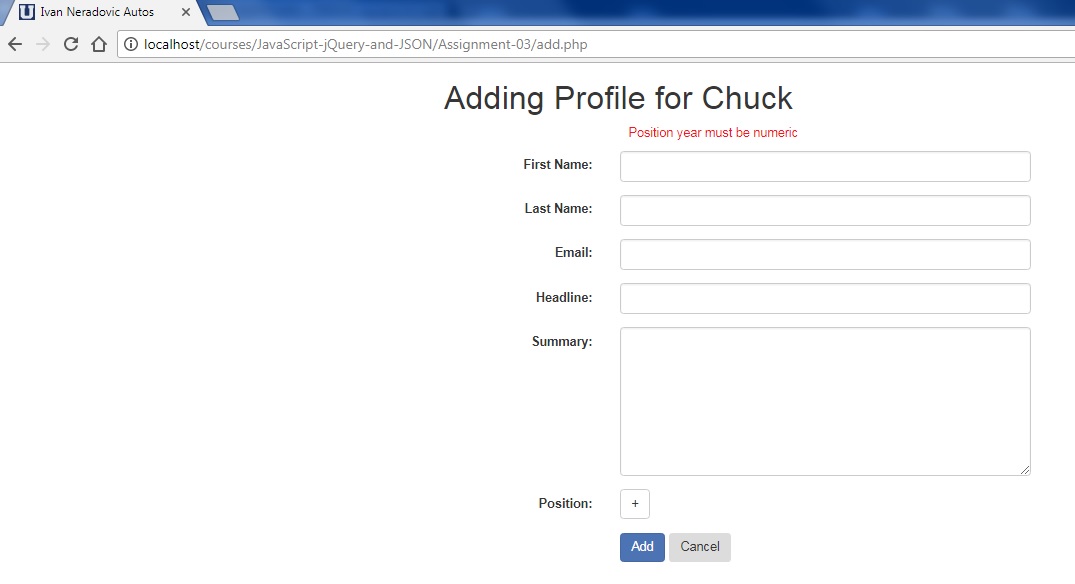 Ivan Neradovic Autos
localhost/courses/JavaScript-jQuery-and-JSON/Assignment-03/add.php
Adding Profile for Chuck
Position year must be numeric
First Name:
Last Name:
Email:
Headline:
Summary:
Position: +
Add Cancel